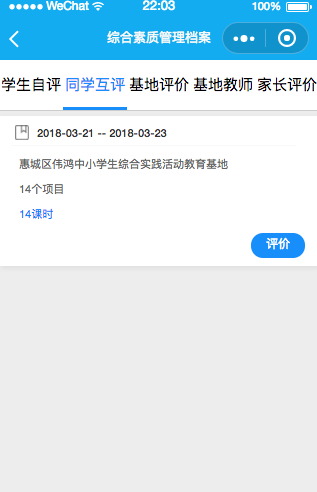 WeChat 22:03 100%
综合素质管理档案
学生自评 同学互评 基地评价 基地教师 家长评价
2018-03-21 -- 2018-03-23
惠城区伟鸿中小学生综合实践活动教育基地
14个项目
14课时
评价